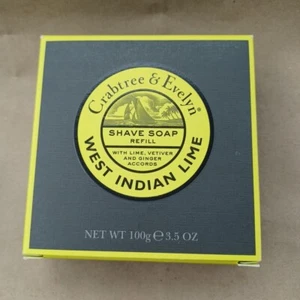 Crabtree & Evelyn®
SHAVE SOAP
REFILL
WITH LIME, VETIVER
AND GINGER
ACCORDS
WEST INDIAN LIME
NET WT 100g ℮ 3.5 OZ